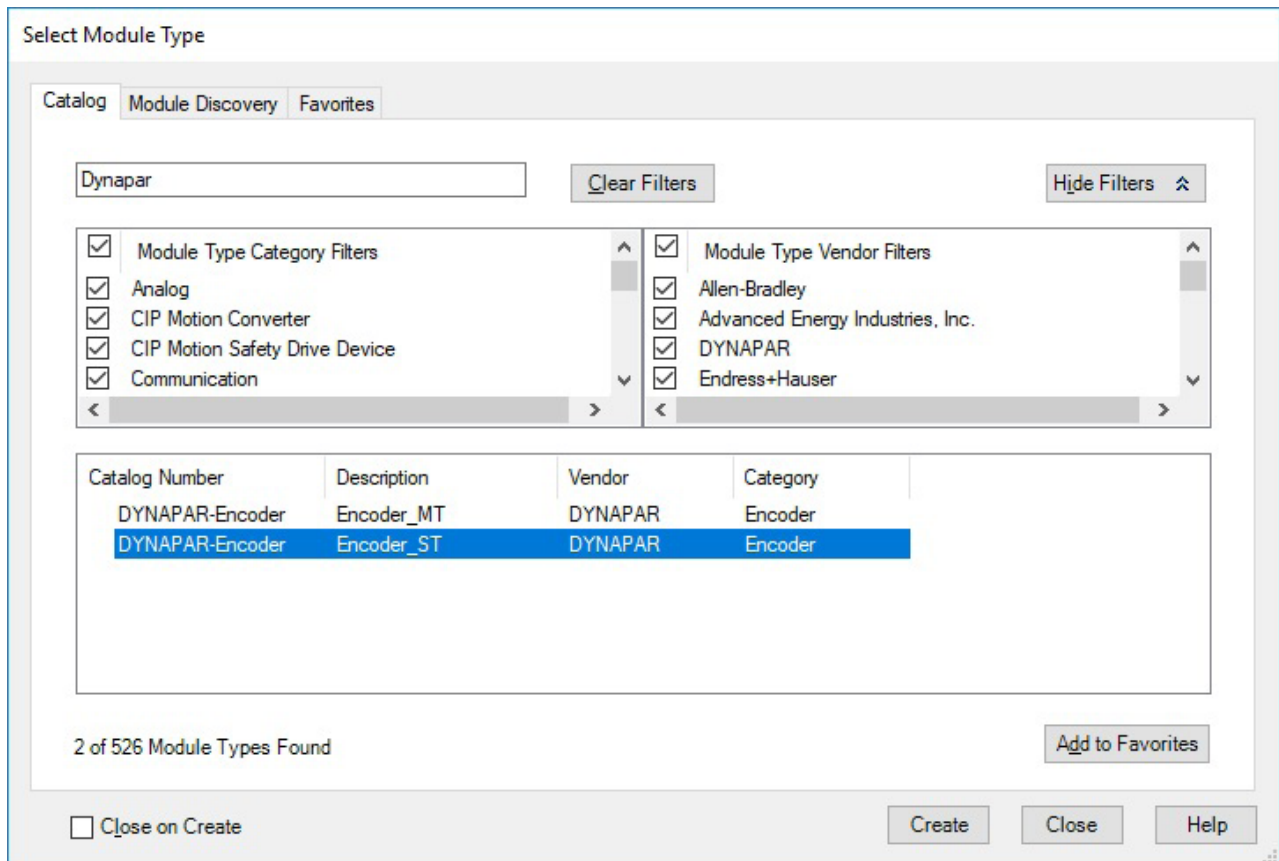 Select Module Type
Catalog Module Discovery Favorites
Dynapar Clear Filters Hide Filters
Module Type Category Filters Module Type Vendor Filters
Analog Allen-Bradley
CIP Motion Converter Advanced Energy Industries, Inc.
CIP Motion Safety Drive Device DYNAPAR
Communication Endress+Hauser
Catalog Number Description Vendor Category
DYNAPAR-Encoder Encoder_MT DYNAPAR Encoder
DYNAPAR-Encoder Encoder_ST DYNAPAR Encoder
2 of 526 Module Types Found Add to Favorites
Close on Create Create Close Help